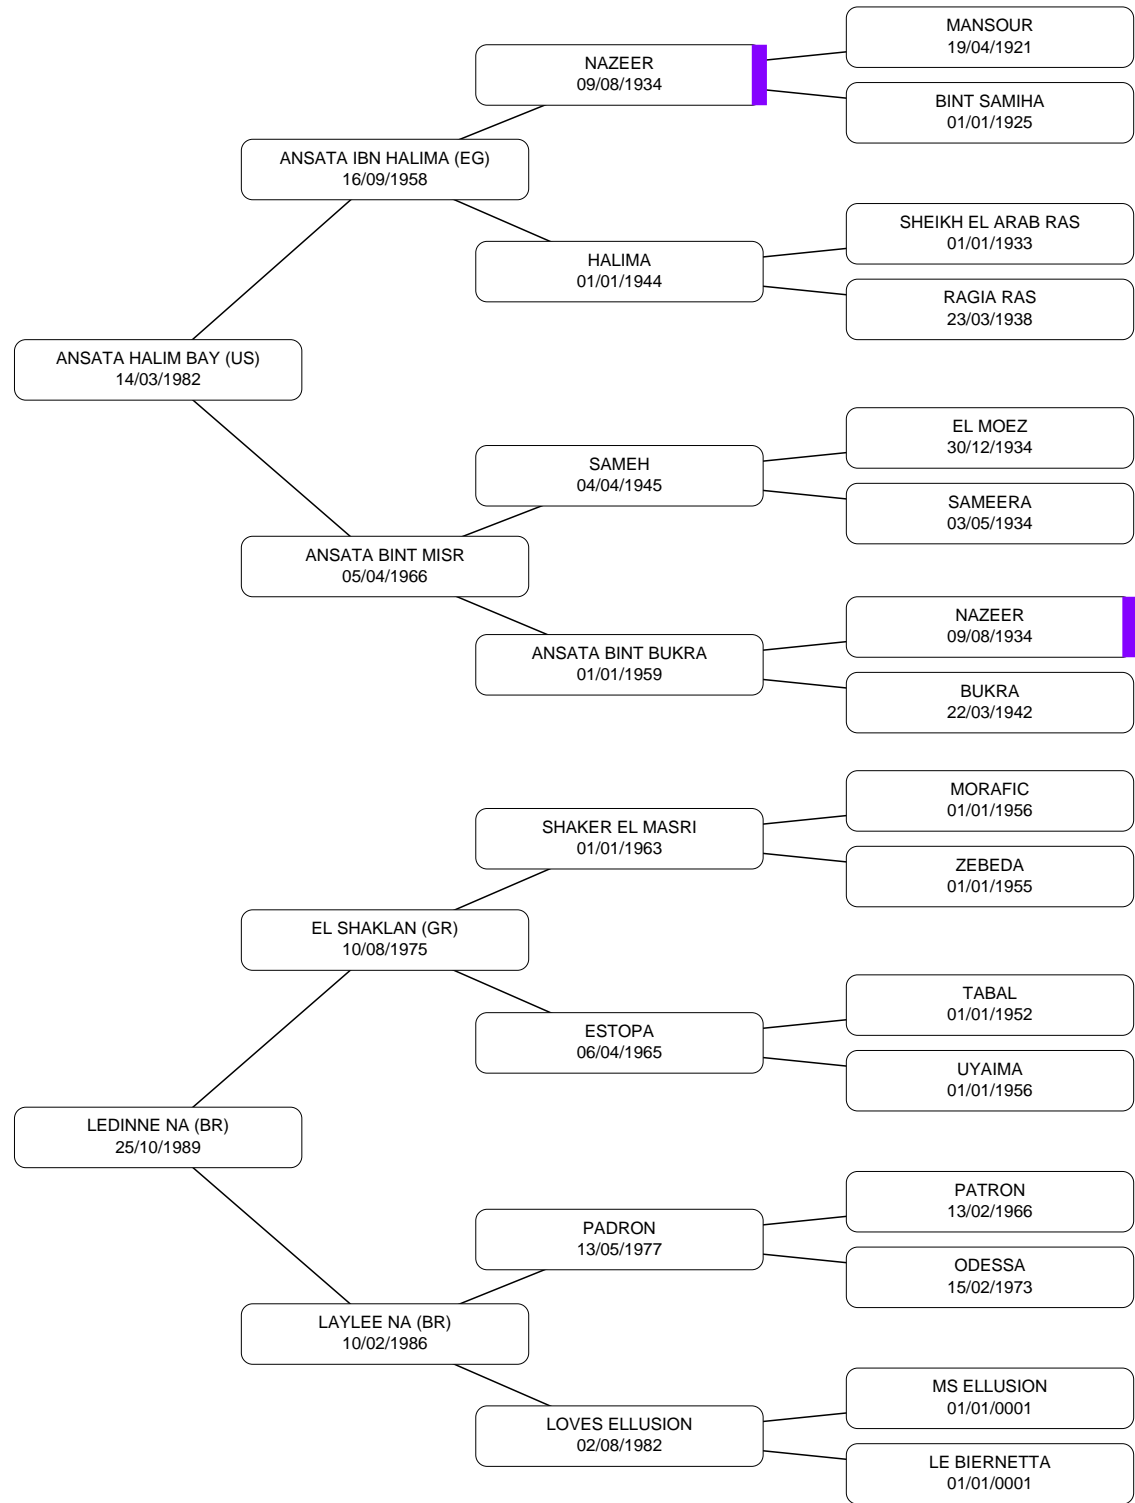 MANSOUR
19/04/1921
NAZEER
09/08/1934
BINT SAMIHA
01/01/1925
ANSATA IBN HALIMA (EG)
16/09/1958
SHEIKH EL ARAB RAS
01/01/1933
HALIMA
01/01/1944
RAGIA RAS
23/03/1938
ANSATA HALIM BAY (US)
14/03/1982
EL MOEZ
30/12/1934
SAMEH
04/04/1945
SAMEERA
03/05/1934
ANSATA BINT MISR
05/04/1966
NAZEER
09/08/1934
ANSATA BINT BUKRA
01/01/1959
BUKRA
22/03/1942
MORAFIC
01/01/1956
SHAKER EL MASRI
01/01/1963
ZEBEDA
01/01/1955
EL SHAKLAN (GR)
10/08/1975
TABAL
01/01/1952
ESTOPA
06/04/1965
UYAIMA
01/01/1956
LEDINNE NA (BR)
25/10/1989
PATRON
13/02/1966
PADRON
13/05/1977
ODESSA
15/02/1973
LAYLEE NA (BR)
10/02/1986
MS ELLUSION
01/01/0001
LOVES ELLUSION
02/08/1982
LE BIERNETTA
01/01/0001